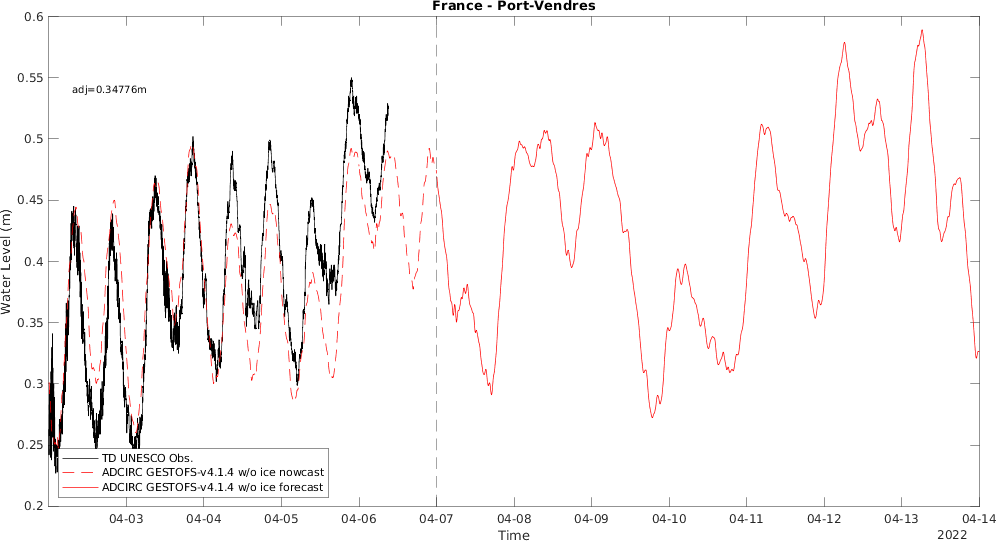 France - Port-Vendres
0.6
0.55
0.5
0.45
0.4
0.35
0.3
0.25
0.2
Water Level (m)
adj=0.34776m
TD UNESCO Obs.
ADCIRC GESTOFS-v4.1.4 w/o ice nowcast
ADCIRC GESTOFS-v4.1.4 w/o ice forecast
04-03 04-04 04-05 04-06 04-07 04-08 04-09 04-10 04-11 04-12 04-13 04-14
Time
2022